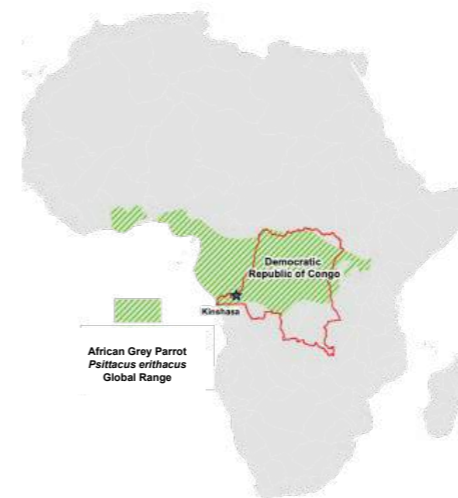 Democratic
Republic of Congo
Kinshasa
African Grey Parrot
Psittacus erithacus
Global Range